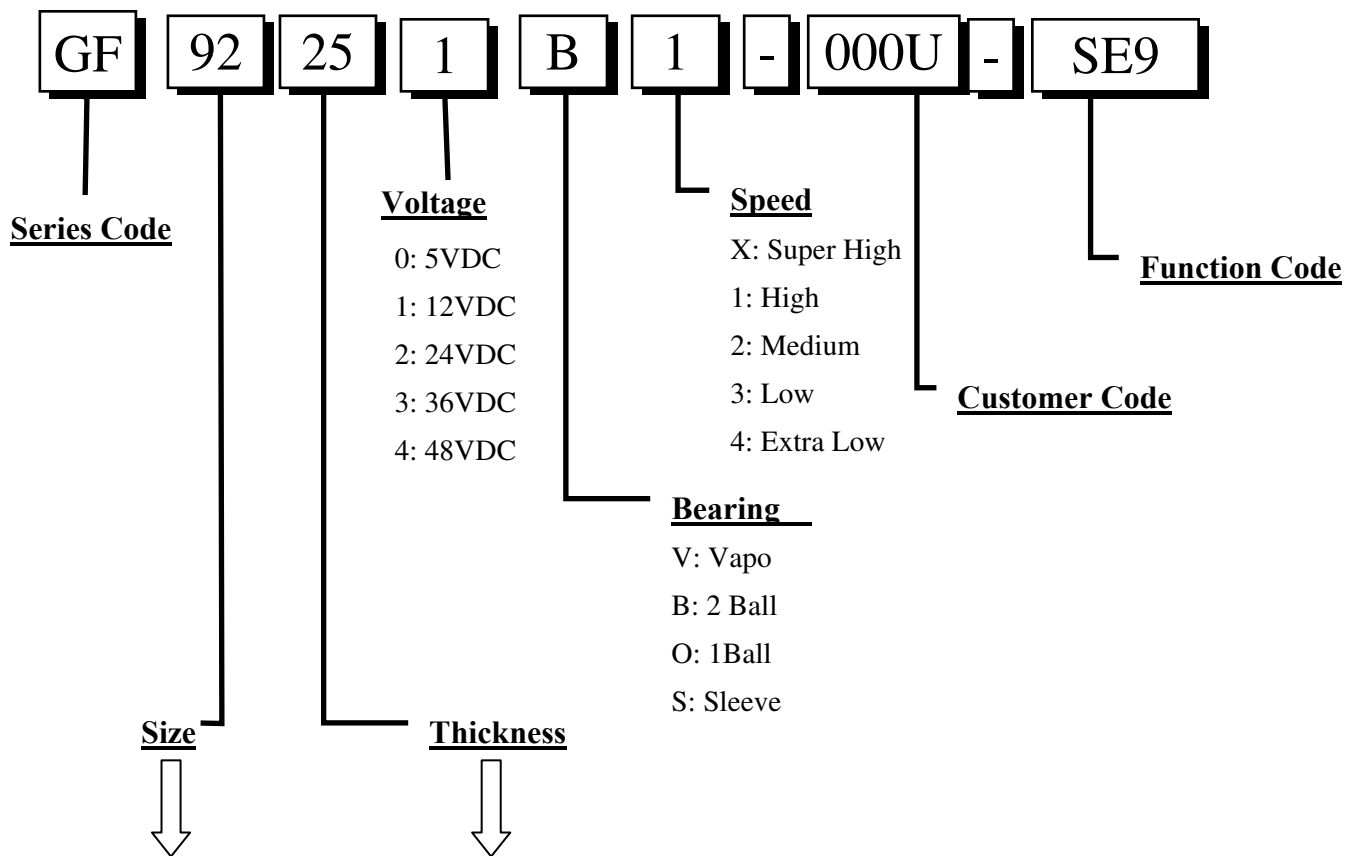 GF 92 25 1 B 1 - 000U - SE9
Series Code
Voltage
0: 5VDC
1: 12VDC
2: 24VDC
3: 36VDC
4: 48VDC
Speed
X: Super High
1: High
2: Medium
3: Low
4: Extra Low
Function Code
Customer Code
Bearing
V: Vapo
B: 2 Ball
O: 1Ball
S: Sleeve
Size
Thickness